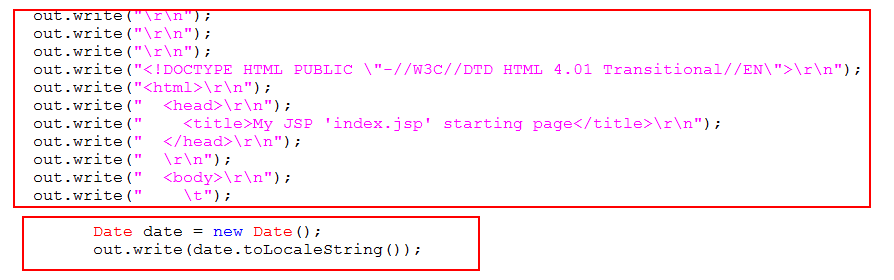 out.write("\r\n");
out.write("\r\n");
out.write("\r\n");
out.write("<!DOCTYPE HTML PUBLIC \"-//W3C//DTD HTML 4.01 Transitional//EN\">\r\n");
out.write("<html>\r\n");
out.write("  <head>\r\n");
out.write("    <title>My JSP 'index.jsp' starting page</title>\r\n");
out.write("  </head>\r\n");
out.write("  \r\n");
out.write("  <body>\r\n");
out.write("    \t");
Date date = new Date();
out.write(date.toLocaleString());